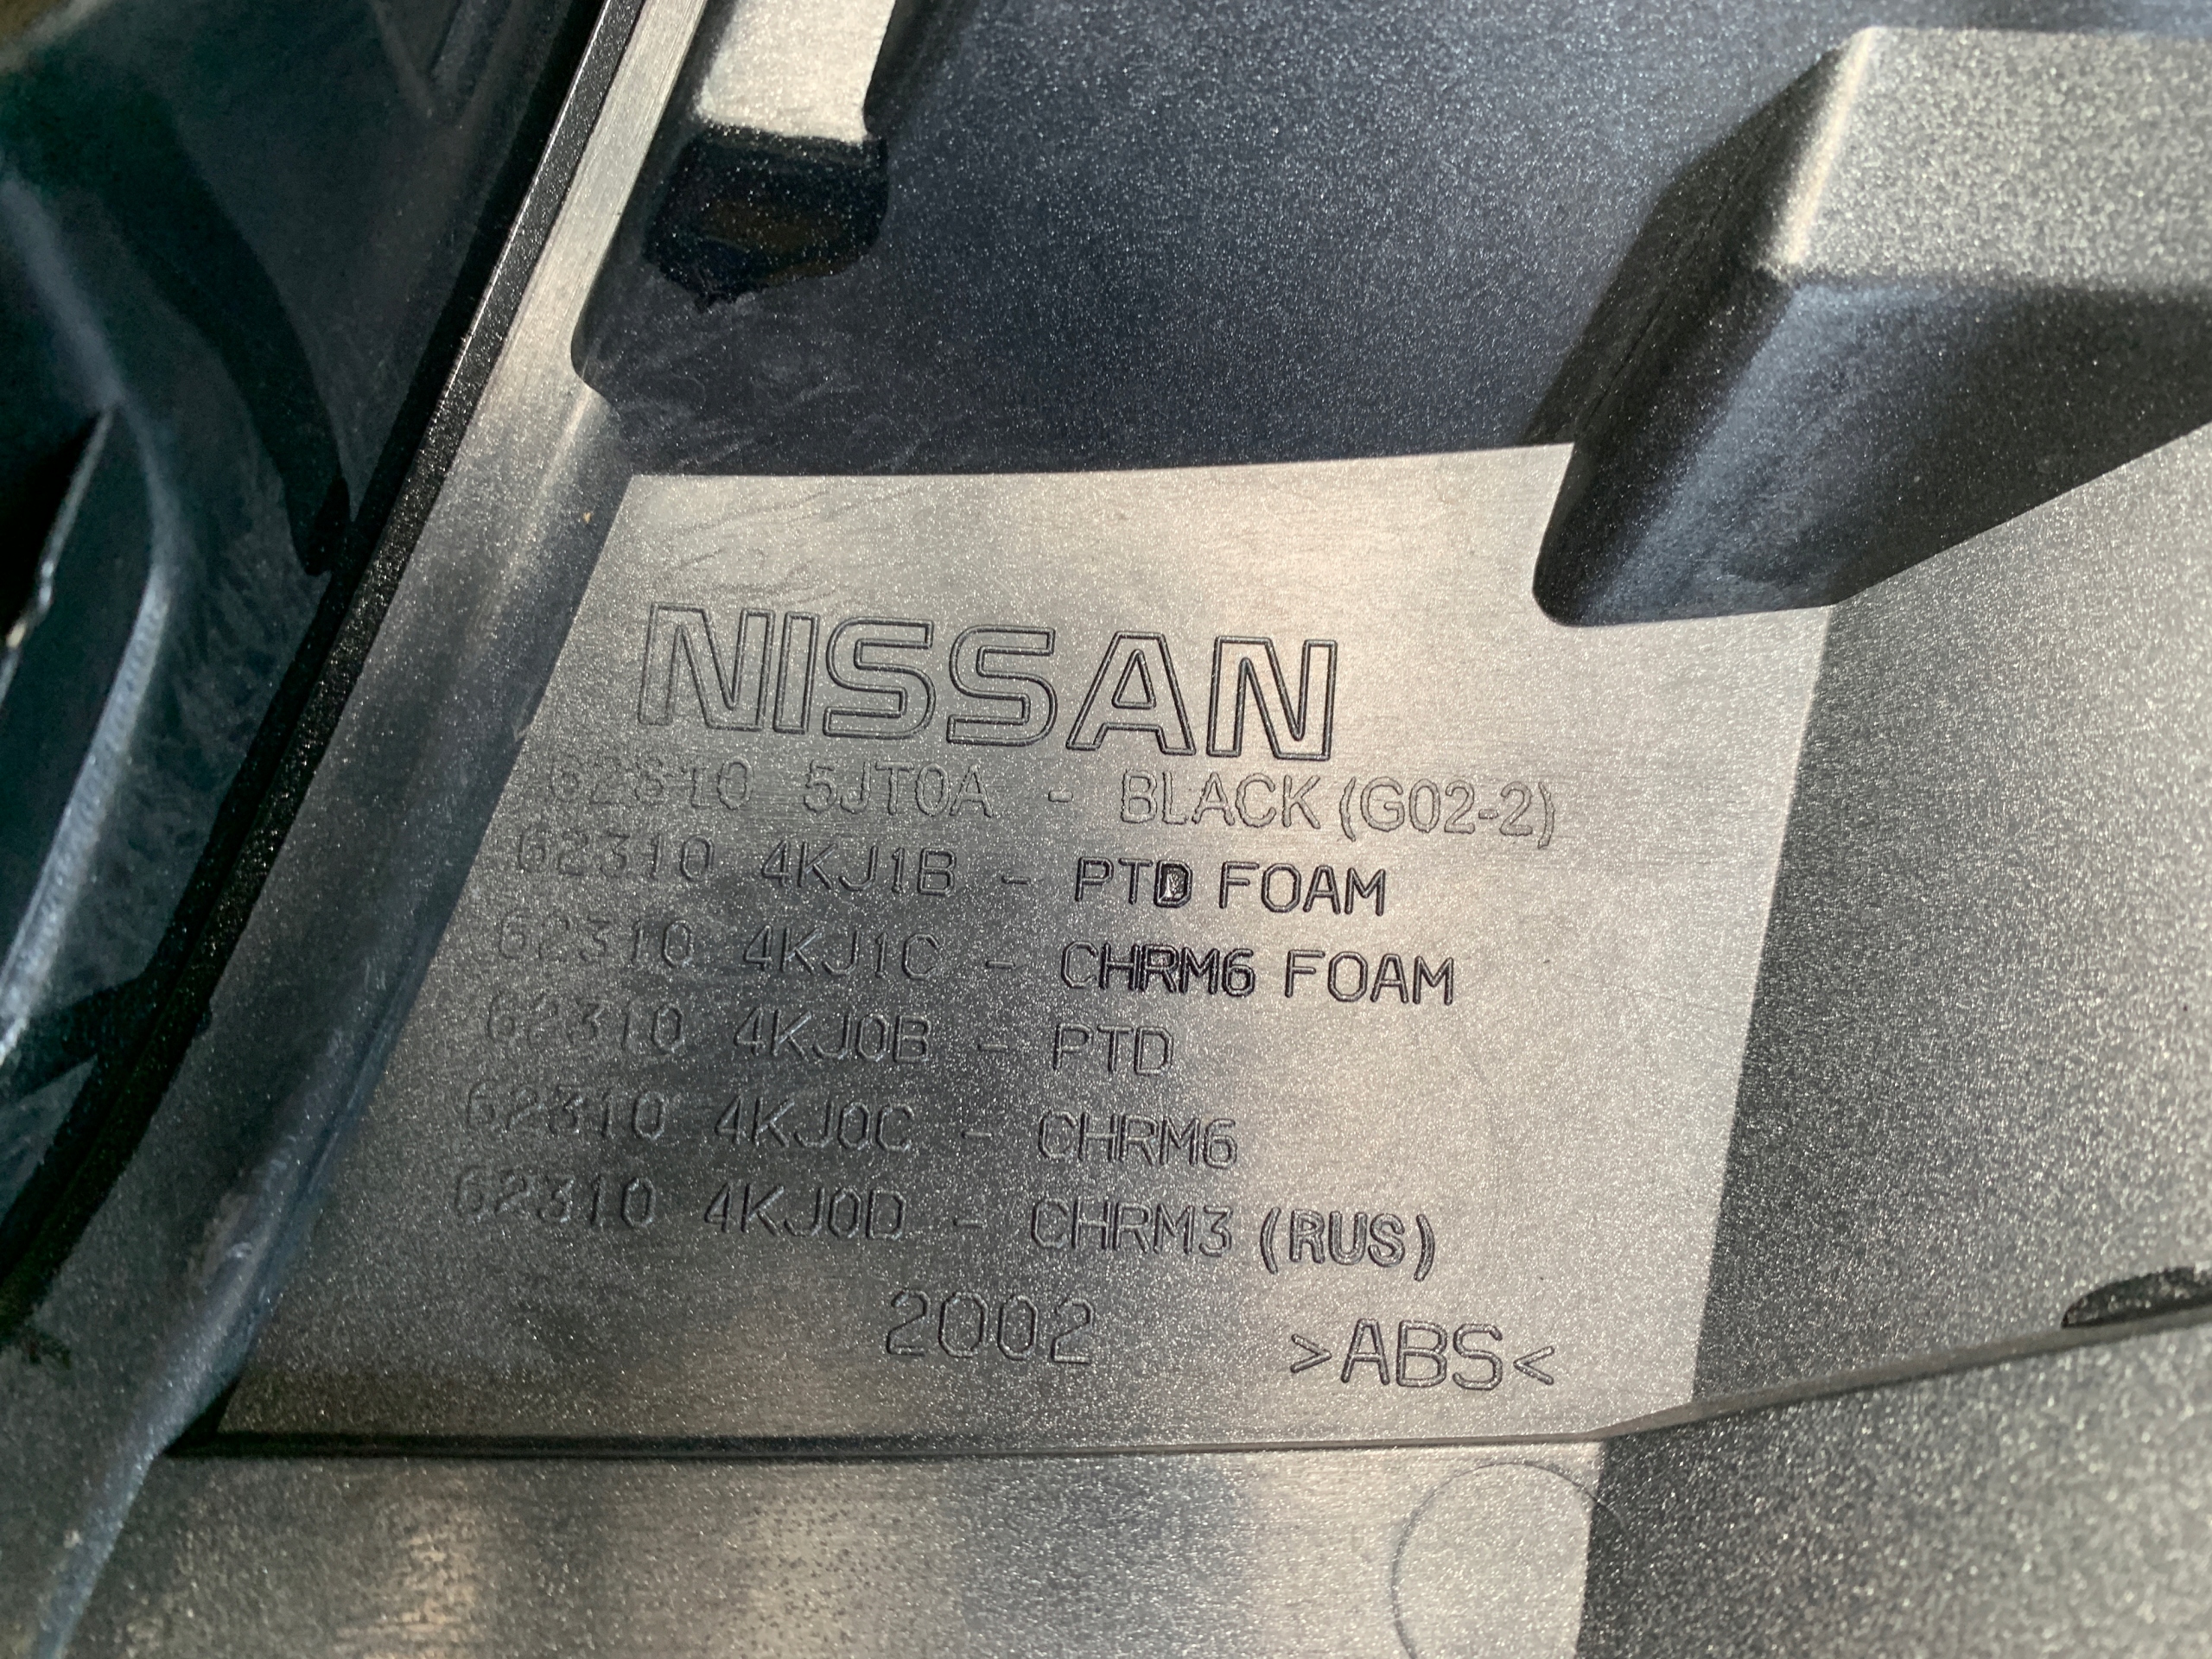 NISSAN
62310 5JT0A - BLACK(G02-2)
62310 4KJ1B - PTD FOAM
62310 4KJ1C - CHRM6 FOAM
62310 4KJ0B - PTD
62310 4KJ0C - CHRM6
62310 4KJ0D - CHRM3 (RUS)
2002 >ABS<